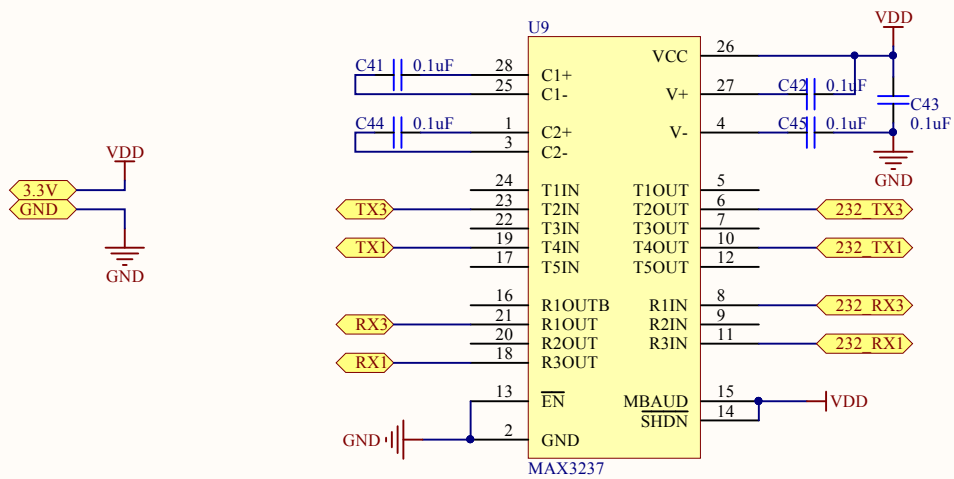 U9
VDD
C41 0.1uF 28 C1+ VCC 26
25 C1- V+ 27 C42 0.1uF
C43
0.1uF
C44 0.1uF 1 C2+ V- 4 C45 0.1uF
3 C2-
GND
VDD
3.3V
GND
GND
24 T1IN T1OUT 5
TX3 23 T2IN T2OUT 6 232_TX3
22 T3IN T3OUT 7
TX1 19 T4IN T4OUT 10 232_TX1
17 T5IN T5OUT 12
16 R1OUTB R1IN 8 232_RX3
RX3 21 R1OUT R2IN 9
20 R2OUT R3IN 11 232_RX1
RX1 18 R3OUT
13 EN MBAUD 15 VDD
SHDN 14
GND 2 GND
MAX3237